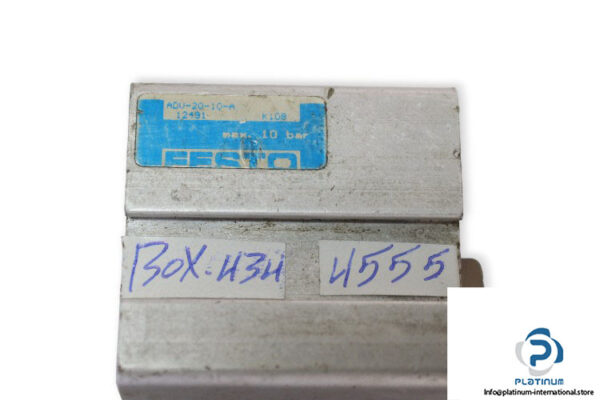 ADV-20-10-A
12491 K108
max. 10 bar
FESTO
BOX.434
4555
PLATINUM
Info@platinum-international.store